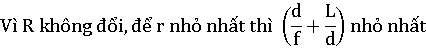 Vì R không đổi, để r nhỏ nhất thì (d/f + L/d) nhỏ nhất